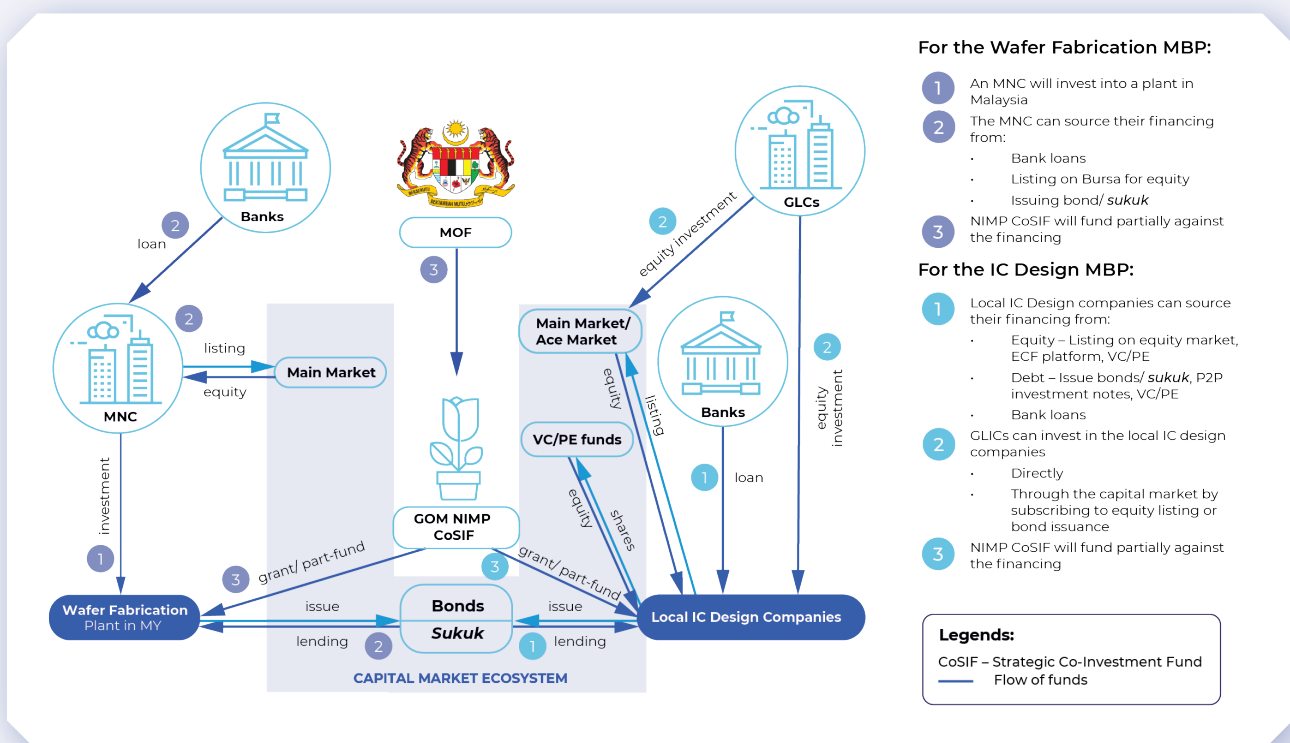 For the Wafer Fabrication MBP:
1
An MNC will invest into a plant in
Malaysia
2
The MNC can source their financing
from:
· Bank loans
· Listing on Bursa for equity
· Issuing bond/ sukuk
3
NIMP CoSIF will fund partially against
the financing
For the IC Design MBP:
1
Local IC Design companies can source
their financing from:
· Equity – Listing on equity market,
ECF platform, VC/PE
· Debt – Issue bonds/ sukuk, P2P
investment notes, VC/PE
· Bank loans
2
GLICs can invest in the local IC design
companies
· Directly
· Through the capital market by
subscribing to equity listing or
bond issuance
3
NIMP CoSIF will fund partially against
the financing
Legends:
CoSIF – Strategic Co-Investment Fund
Flow of funds
Banks
2
loan
MOF
3
GLCs
2
equity investment
2
equity
investment
MNC
2
listing
equity
Main Market
Main Market/
Ace Market
equity
listing
Banks
1
loan
VC/PE funds
equity
shares
investment
1
GOM NIMP
CoSIF
3
grant/ part-fund
3
grant/ part-fund
Wafer Fabrication
Plant in MY
issue
lending
2
Bonds
Sukuk
issue
lending
1
Local IC Design Companies
CAPITAL MARKET ECOSYSTEM